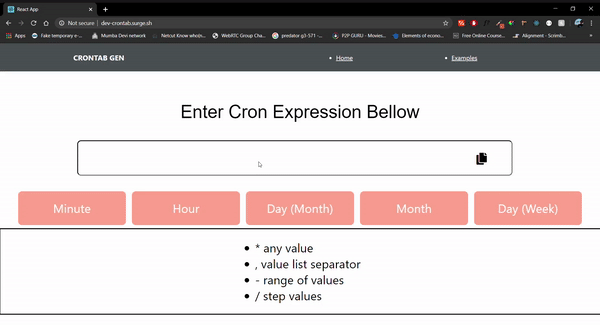 React App
Not secure | dev-crontab.surge.sh
Apps
Fake temporary e-...
Mumbai Devi network
Netcut Know who(n...
WebRTC Group Cha...
predator g3-571 -...
P2P GURU - Movies...
Elements of econo...
Free Online Course...
Alignment - Scrimb...
CRONTAB GEN
Home
Examples
Enter Cron Expression Bellow
Minute
Hour
Day (Month)
Month
Day (Week)
* any value
, value list separator
- range of values
/ step values